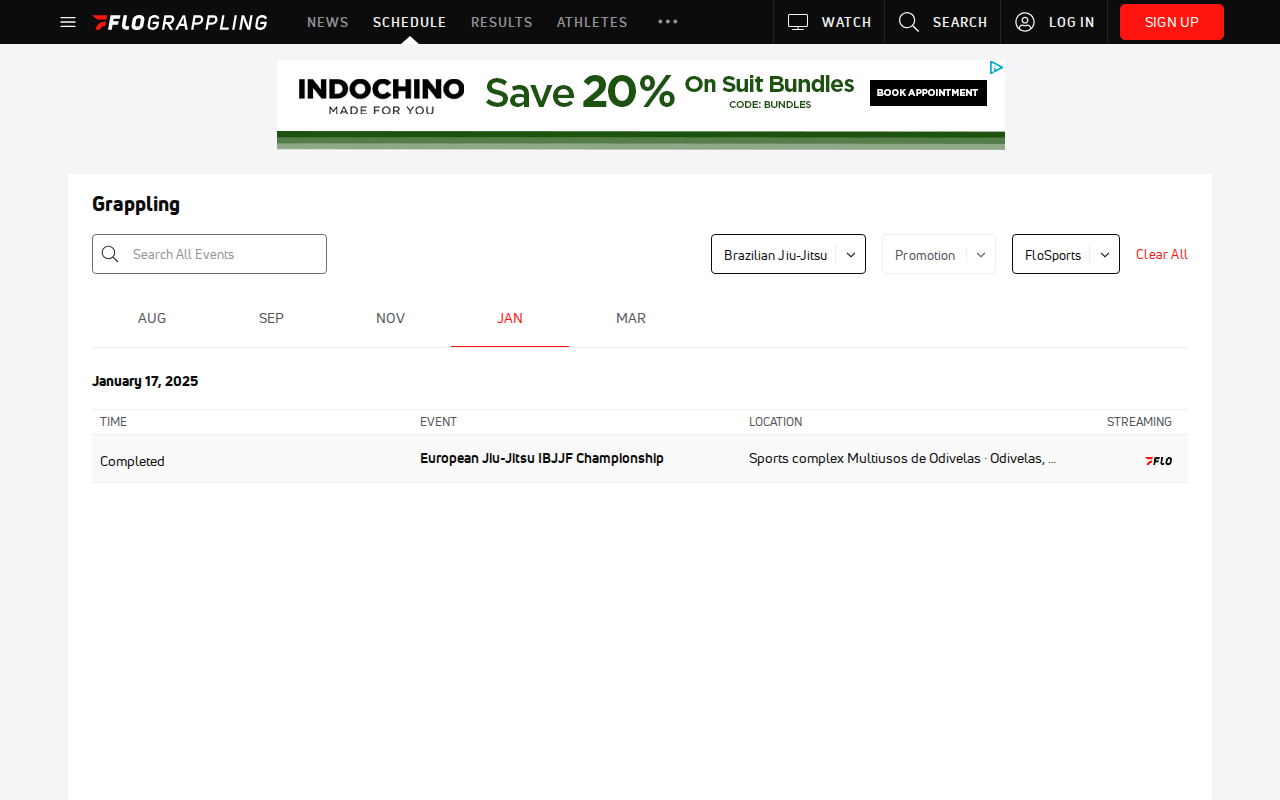 FLOGRAPPLING NEWS SCHEDULE RESULTS ATHLETES WATCH SEARCH LOG IN SIGN UP
INDOCHINO
MADE FOR YOU
Save 20%
On Suit Bundles
CODE: BUNDLES
BOOK APPOINTMENT
Grappling
Search All Events Brazilian Jiu-Jitsu Promotion FloSports Clear All
AUG SEP NOV JAN MAR
January 17, 2025
TIME EVENT LOCATION STREAMING
Completed European Jiu-Jitsu IBJJF Championship Sports complex Multiusos de Odivelas · Odivelas, ... FLO